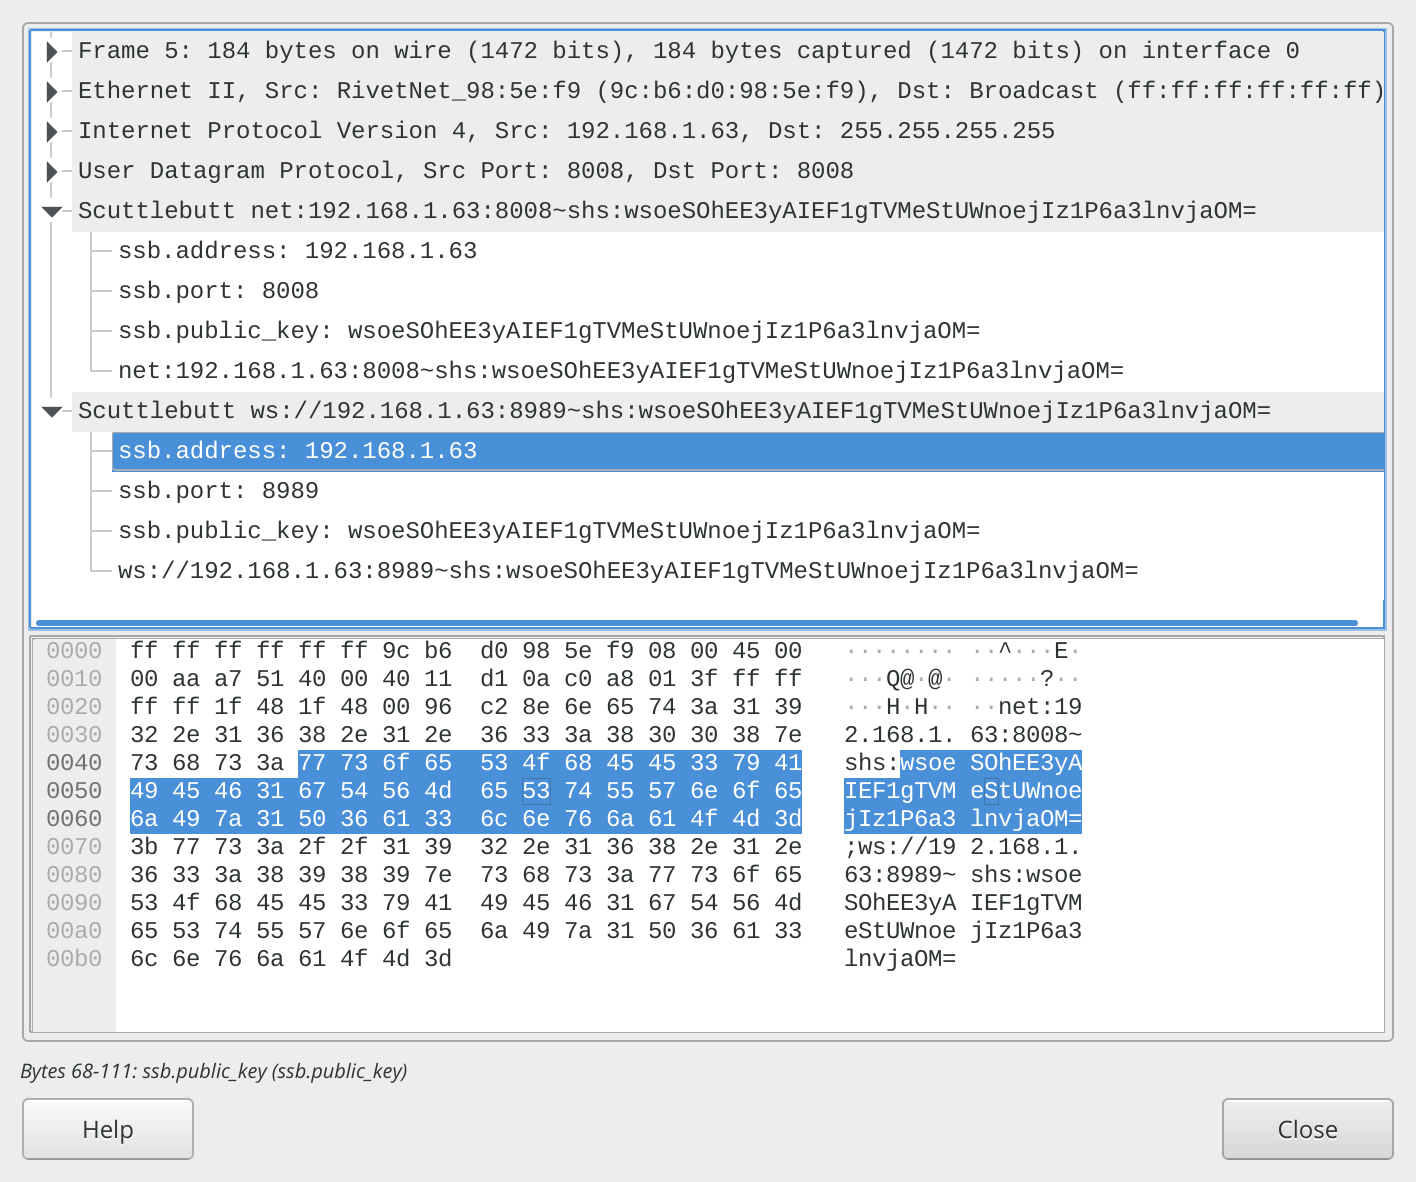 Frame 5: 184 bytes on wire (1472 bits), 184 bytes captured (1472 bits) on interface 0
Ethernet II, Src: RivetNet_98:5e:f9 (9c:b6:d0:98:5e:f9), Dst: Broadcast (ff:ff:ff:ff:ff:ff)
Internet Protocol Version 4, Src: 192.168.1.63, Dst: 255.255.255.255
User Datagram Protocol, Src Port: 8008, Dst Port: 8008
Scuttlebutt net:192.168.1.63:8008~shs:wsoeSOhEE3yAIEF1gTVMeStUWnoejIz1P6a3lnvjaOM=
ssb.address: 192.168.1.63
ssb.port: 8008
ssb.public_key: wsoeSOhEE3yAIEF1gTVMeStUWnoejIz1P6a3lnvjaOM=
net:192.168.1.63:8008~shs:wsoeSOhEE3yAIEF1gTVMeStUWnoejIz1P6a3lnvjaOM=
Scuttlebutt ws://192.168.1.63:8989~shs:wsoeSOhEE3yAIEF1gTVMeStUWnoejIz1P6a3lnvjaOM=
ssb.address: 192.168.1.63
ssb.port: 8989
ssb.public_key: wsoeSOhEE3yAIEF1gTVMeStUWnoejIz1P6a3lnvjaOM=
ws://192.168.1.63:8989~shs:wsoeSOhEE3yAIEF1gTVMeStUWnoejIz1P6a3lnvjaOM=
0000 ff ff ff ff ff ff 9c b6 d0 98 5e f9 08 00 45 00 ········ ··^···E·
0010 00 aa a7 51 40 00 40 11 d1 0a c0 a8 01 3f ff ff ···Q@·@· ·····?··
0020 ff ff 1f 48 1f 48 00 96 c2 8e 6e 65 74 3a 31 39 ···H·H·· ··net:19
0030 32 2e 31 36 38 2e 31 2e 36 33 3a 38 30 30 38 7e 2.168.1. 63:8008~
0040 73 68 73 3a 77 73 6f 65 53 4f 68 45 45 33 79 41 shs:wsoe SOhEE3yA
0050 49 45 46 31 67 54 56 4d 65 53 74 55 57 6e 6f 65 IEF1gTVM eStUWnoe
0060 6a 49 7a 31 50 36 61 33 6c 6e 76 6a 61 4f 4d 3d jIz1P6a3 lnvjaOM=
0070 3b 77 73 3a 2f 2f 31 39 32 2e 31 36 38 2e 31 2e ;ws://19 2.168.1.
0080 36 33 3a 38 39 38 39 7e 73 68 73 3a 77 73 6f 65 63:8989~ shs:wsoe
0090 53 4f 68 45 45 33 79 41 49 45 46 31 67 54 56 4d SOhEE3yA IEF1gTVM
00a0 65 53 74 55 57 6e 6f 65 6a 49 7a 31 50 36 61 33 eStUWnoe jIz1P6a3
00b0 6c 6e 76 6a 61 4f 4d 3d lnvjaOM=
Bytes 68-111: ssb.public_key (ssb.public_key)
Help
Close